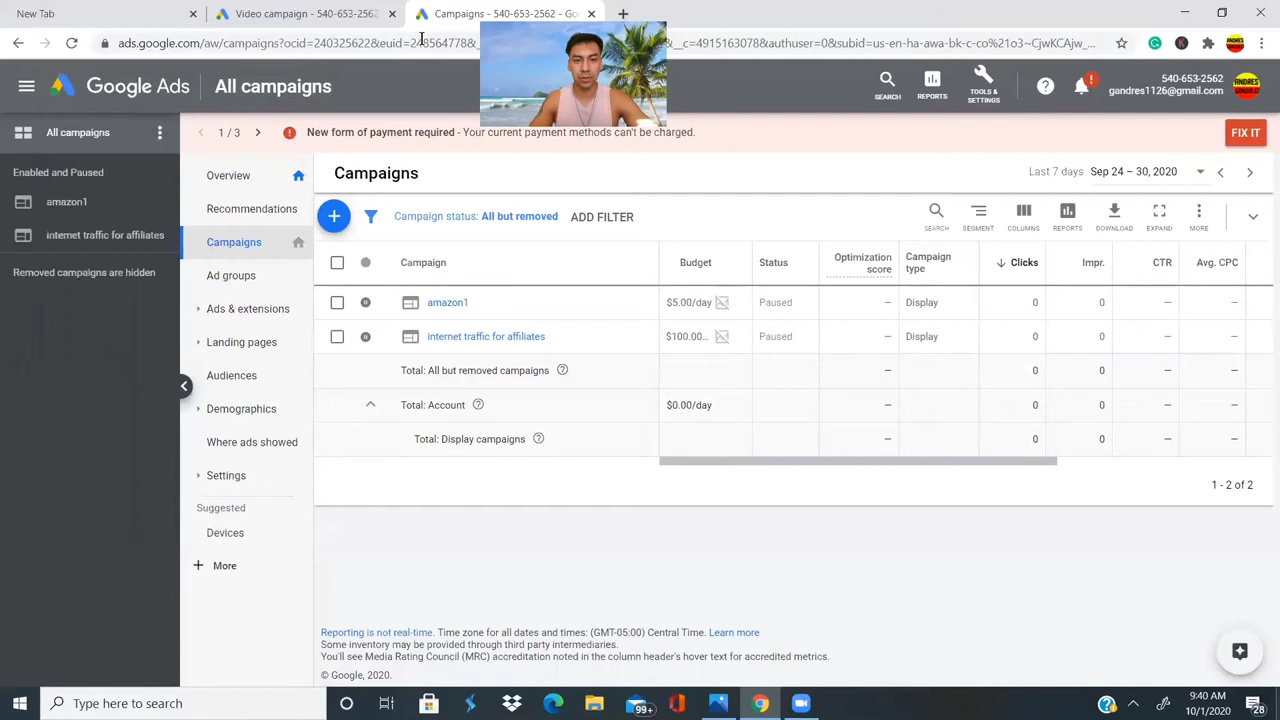 New Tab
Video campaign - 540-653-2562 - G
Campaigns - 540-653-2562 - Go
ads.google.com/aw/campaigns?ocid=240325622&euid=248564778&
__c=4915163078&authuser=0&subid=us-en-ha-awa-bk-c-co%21o3~CjwKCAjw_...
Google Ads
All campaigns
SEARCH
REPORTS
TOOLS &
SETTINGS
540-653-2562
gandres1126@gmail.com
All campaigns
1 / 3
New form of payment required - Your current payment methods can't be charged.
FIX IT
Enabled and Paused
amazon1
internet traffic for affiliates
Removed campaigns are hidden
Overview
Recommendations
Campaigns
Ad groups
Ads & extensions
Landing pages
Audiences
Demographics
Where ads showed
Settings
Suggested
Devices
More
Campaigns
Last 7 days Sep 24 – 30, 2020
Campaign status: All but removed
ADD FILTER
SEARCH
SEGMENT
COLUMNS
REPORTS
DOWNLOAD
EXPAND
MORE
Campaign Budget Status Optimization score Campaign type Clicks Impr. CTR Avg. CPC
amazon1 $5.00/day Paused – Display 0 0 – –
internet traffic for affiliates $100.00... Paused – Display 0 0 – –
Total: All but removed campaigns – 0 0 – –
Total: Account $0.00/day – 0 0 – –
Total: Display campaigns – 0 0 – –
1 - 2 of 2
Reporting is not real-time. Time zone for all dates and times: (GMT-05:00) Central Time. Learn more
Some inventory may be provided through third party intermediaries.
You'll see Media Rating Council (MRC) accreditation noted in the column header's hover text for accredited metrics.
© Google, 2020.
Type here to search
99+
9:40 AM
10/1/2020
28